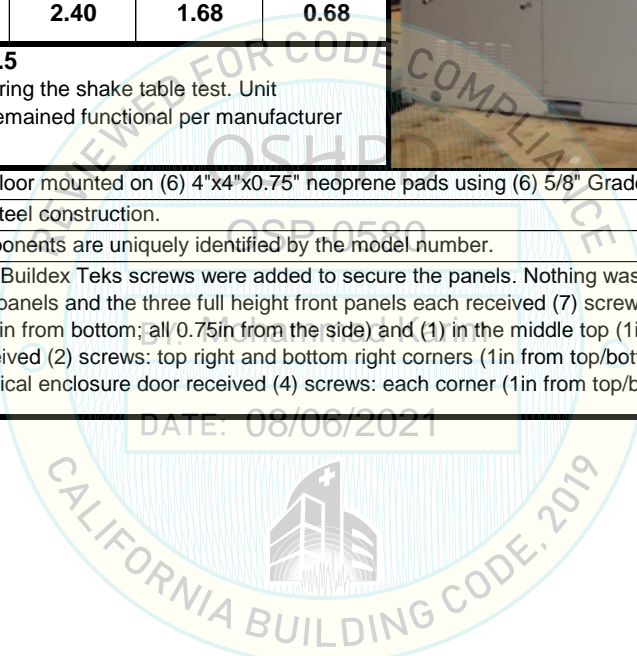 2.40 1.68 0.68
.5
ring the shake table test. Unit
emained functional per manufacturer
loor mounted on (6) 4"x4"x0.75" neoprene pads using (6) 5/8" Grade
teel construction.
onents are uniquely identified by the model number.
Buildex Teks screws were added to secure the panels. Nothing was
panels and the three full height front panels each received (7) screw
in from bottom; all 0.75in from the side) and (1) in the middle top (1i
ived (2) screws: top right and bottom right corners (1in from top/bott
ical enclosure door received (4) screws: each corner (1in from top/b
REVIEWED FOR CODE COMPLIANCE
OSHPD
OSP-0580
BY: Mohammad Karim
DATE: 08/06/2021
CALIFORNIA BUILDING CODE, 2019